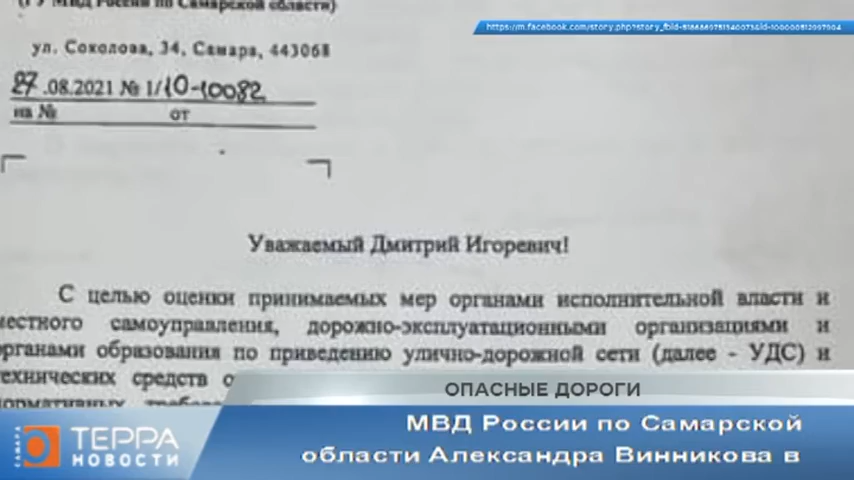 (ГУ МВД России по Самарской области)
ул. Соколова, 34, Самара, 443068
27.08.2021 № 1/10-10082
на № от
Уважаемый Дмитрий Игоревич!
С целью оценки принимаемых мер органами исполнительной власти и
местного самоуправления, дорожно-эксплуатационными организациями и
органами образования по приведению улично-дорожной сети (далее - УДС) и
технических средств
нормативных
ОПАСНЫЕ ДОРОГИ
МВД России по Самарской
области Александра Винникова в
САМАРА
ТЕРРА
НОВОСТИ